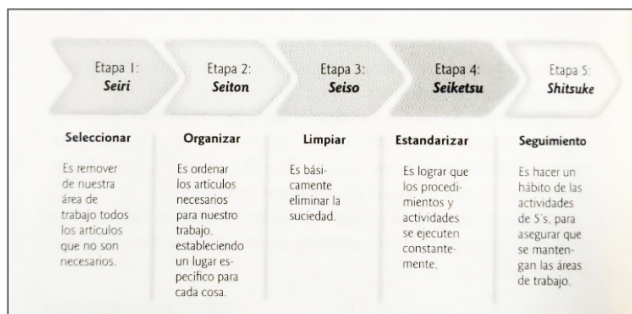 Etapa 1:
Seiri
Etapa 2:
Seiton
Etapa 3:
Seiso
Etapa 4:
Seiketsu
Etapa 5:
Shitsuke
Seleccionar
Es remover
de nuestra
área de
trabajo todos
los artículos
que no son
necesarios.
Organizar
Es ordenar
los artículos
necesarios
para nuestro
trabajo,
estableciendo
un lugar es-
pecífico para
cada cosa.
Limpiar
Es bási-
camente
eliminar la
suciedad.
Estandarizar
Es lograr que
los procedi-
mientos y
actividades
se ejecuten
constante-
mente.
Seguimiento
Es hacer un
hábito de las
actividades
de 5's, para
asegurar que
se manten-
gan las áreas
de trabajo.